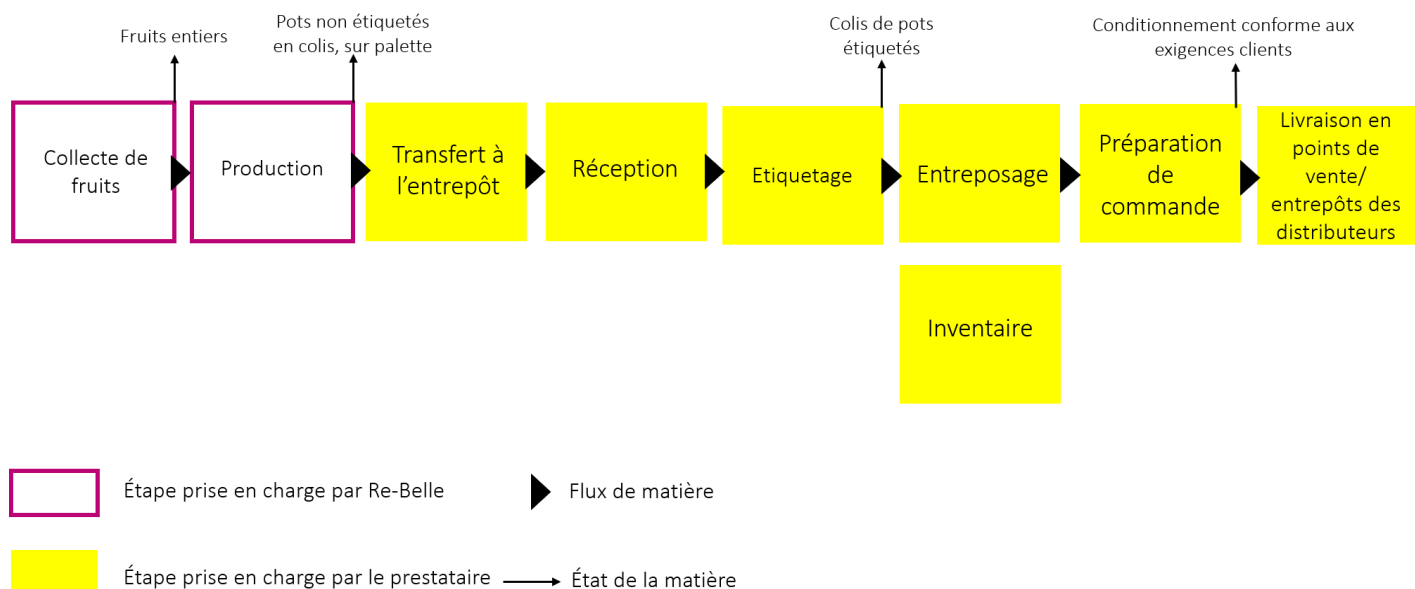 Fruits entiers
Pots non étiquetés
en colis, sur palette
Colis de pots
étiquetés
Conditionnement conforme aux
exigences clients
Collecte de
fruits
Production
Transfert à
l’entrepôt
Réception
Etiquetage
Entreposage
Préparation
de
commande
Livraison en
points de
vente/
entrepôts des
distributeurs
Inventaire
Étape prise en charge par Re-Belle
Flux de matière
Étape prise en charge par le prestataire
État de la matière